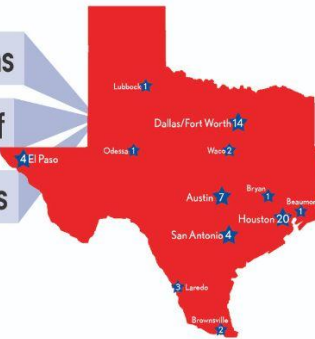 ns
f
s
Lubbock 1
Dallas/Fort Worth 14
4 El Paso
Odessa 1
Waco 2
Austin 7
Bryan 1
Beaumont 1
Houston 20
San Antonio 4
3 Laredo
Brownsville 2